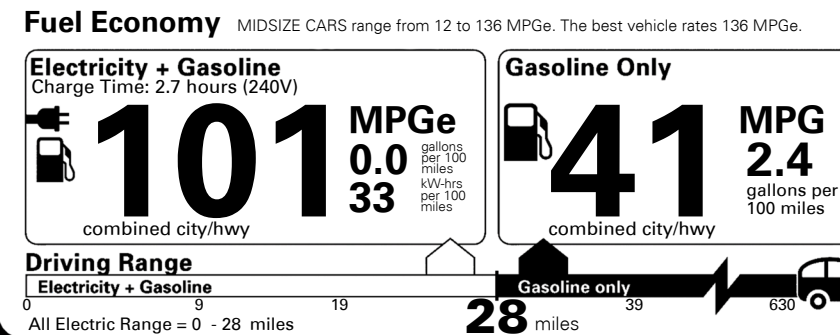 Fuel Economy MIDSIZE CARS range from 12 to 136 MPGe. The best vehicle rates 136 MPGe.
Electricity + Gasoline
Charge Time: 2.7 hours (240V)
101 MPGe
0.0 gallons per 100 miles
33 kW-hrs per 100 miles
combined city/hwy
Gasoline Only
41 MPG
2.4
gallons per
100 miles
combined city/hwy
Driving Range
Electricity + Gasoline Gasoline only
0 9 19 28 miles 39 630
All Electric Range = 0 - 28 miles